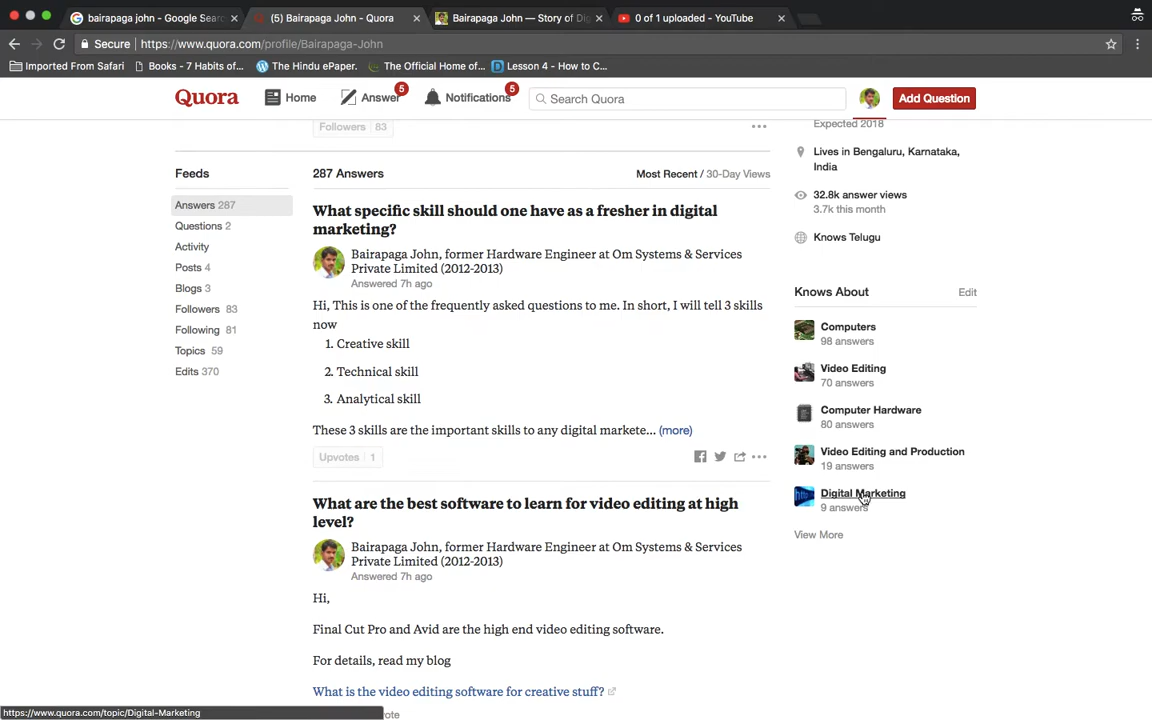 bairapaga john - Google Sear
(5) Bairapaga John - Quora
Bairapaga John — Story of Dig
0 of 1 uploaded - YouTube
Secure
https://www.quora.com/profile/Bairapaga-John
Imported From Safari
Books - 7 Habits of...
The Hindu ePaper.
The Official Home of...
Lesson 4 - How to C...
Quora
Home
Answer
5
Notifications
5
Search Quora
Add Question
Followers 83
Expected 2018
Lives in Bengaluru, Karnataka,
India
32.8k answer views
3.7k this month
Knows Telugu
Feeds
Answers 287
Questions 2
Activity
Posts 4
Blogs 3
Followers 83
Following 81
Topics 59
Edits 370
287 Answers
Most Recent / 30-Day Views
What specific skill should one have as a fresher in digital
marketing?
Bairapaga John, former Hardware Engineer at Om Systems & Services
Private Limited (2012-2013)
Answered 7h ago
Hi, This is one of the frequently asked questions to me. In short, I will tell 3 skills
now
1. Creative skill
2. Technical skill
3. Analytical skill
These 3 skills are the important skills to any digital markete... (more)
Upvotes 1
What are the best software to learn for video editing at high
level?
Bairapaga John, former Hardware Engineer at Om Systems & Services
Private Limited (2012-2013)
Answered 7h ago
Hi,
Final Cut Pro and Avid are the high end video editing software.
For details, read my blog
What is the video editing software for creative stuff?
Knows About
Edit
Computers
98 answers
Video Editing
70 answers
Computer Hardware
80 answers
Video Editing and Production
19 answers
Digital Marketing
9 answers
View More
https://www.quora.com/topic/Digital-Marketing